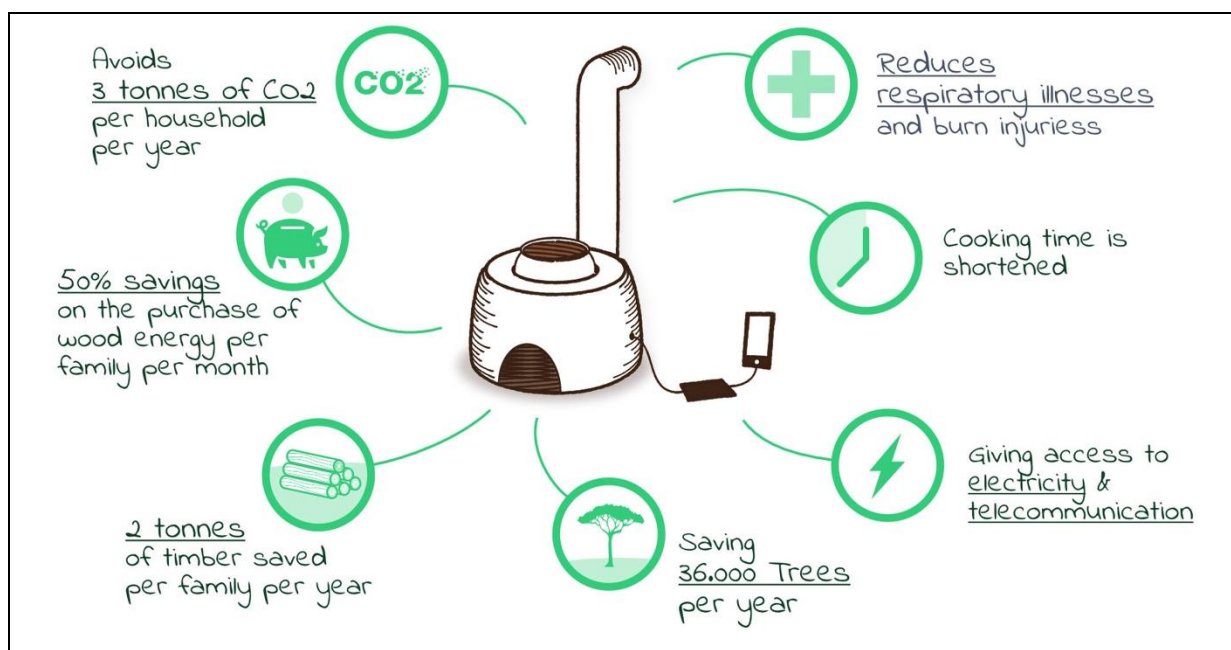 Avoids
3 tonnes of CO2
per household
per year
CO2
Reduces
respiratory illnesses
and burn injuriess
50% savings
on the purchase of
wood energy per
family per month
Cooking time is
shortened
2 tonnes
of timber saved
per family per year
Saving
36.000 Trees
per year
Giving access to
electricity &
telecommunication